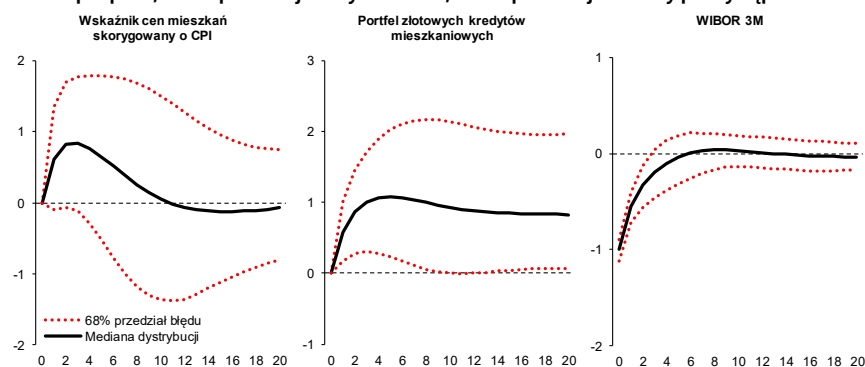 Wskaźnik cen mieszkań
skorygowany o CPI
2
1
0
-1
-2
68% przedział błędu
Mediana dystrybucji
0 2 4 6 8 10 12 14 16 18 20
Portfel złotowych kredytów
mieszkaniowych
3
2
1
0
-1
0 2 4 6 8 10 12 14 16 18 20
WIBOR 3M
1
0
-1
-2
0 2 4 6 8 10 12 14 16 18 20